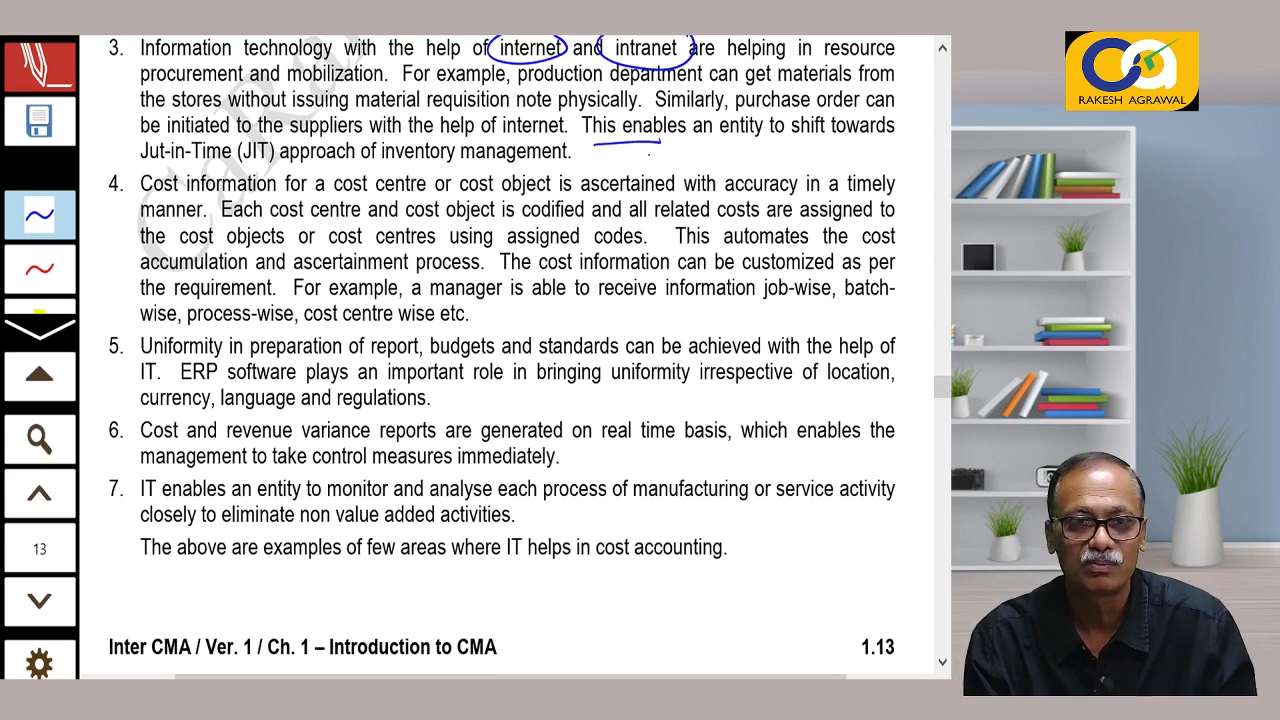 3. Information technology with the help of internet and intranet are helping in resource
procurement and mobilization. For example, production department can get materials from
the stores without issuing material requisition note physically. Similarly, purchase order can
be initiated to the suppliers with the help of internet. This enables an entity to shift towards
Jut-in-Time (JIT) approach of inventory management.
4. Cost information for a cost centre or cost object is ascertained with accuracy in a timely
manner. Each cost centre and cost object is codified and all related costs are assigned to
the cost objects or cost centres using assigned codes. This automates the cost
accumulation and ascertainment process. The cost information can be customized as per
the requirement. For example, a manager is able to receive information job-wise, batch-
wise, process-wise, cost centre wise etc.
5. Uniformity in preparation of report, budgets and standards can be achieved with the help of
IT. ERP software plays an important role in bringing uniformity irrespective of location,
currency, language and regulations.
6. Cost and revenue variance reports are generated on real time basis, which enables the
management to take control measures immediately.
7. IT enables an entity to monitor and analyse each process of manufacturing or service activity
closely to eliminate non value added activities.
The above are examples of few areas where IT helps in cost accounting.
Inter CMA / Ver. 1 / Ch. 1 – Introduction to CMA 1.13
13
ca
RAKESH AGRAWAL